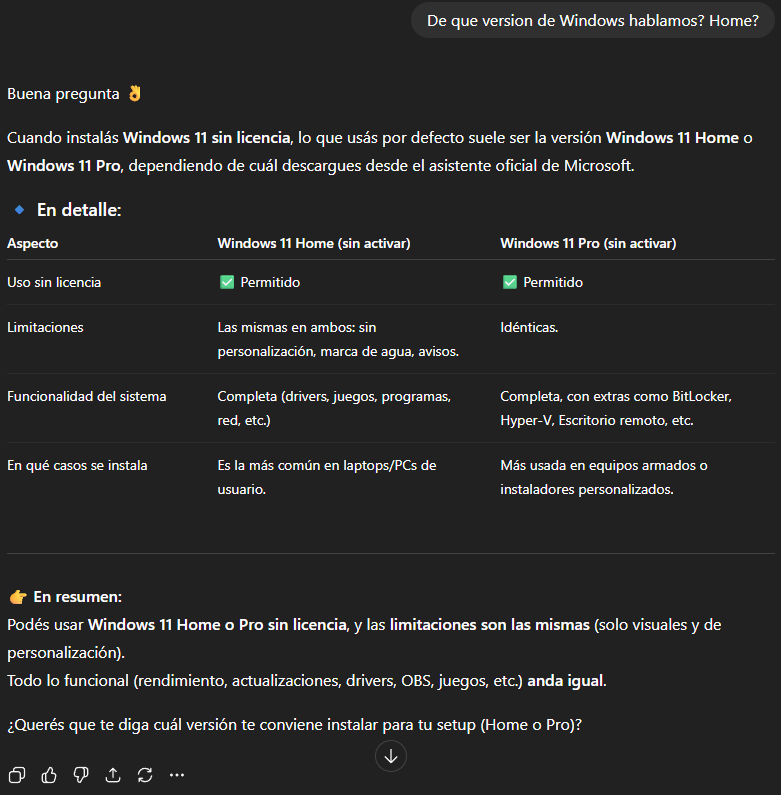 De que version de Windows hablamos? Home?
Buena pregunta 👌
Cuando instalás Windows 11 sin licencia, lo que usás por defecto suele ser la versión Windows 11 Home o
Windows 11 Pro, dependiendo de cuál descargues desde el asistente oficial de Microsoft.
🔹 En detalle:
Aspecto Windows 11 Home (sin activar) Windows 11 Pro (sin activar)
Uso sin licencia ✅ Permitido ✅ Permitido
Limitaciones Las mismas en ambos: sin Idénticas.
personalización, marca de agua, avisos.
Funcionalidad del sistema Completa (drivers, juegos, programas, Completa, con extras como BitLocker,
red, etc.) Hyper-V, Escritorio remoto, etc.
En qué casos se instala Es la más común en laptops/PCs de Más usada en equipos armados o
usuario. instaladores personalizados.
👉 En resumen:
Podés usar Windows 11 Home o Pro sin licencia, y las limitaciones son las mismas (solo visuales y de
personalización).
Todo lo funcional (rendimiento, actualizaciones, drivers, OBS, juegos, etc.) anda igual.
¿Querés que te diga cuál versión te conviene instalar para tu setup (Home o Pro)?